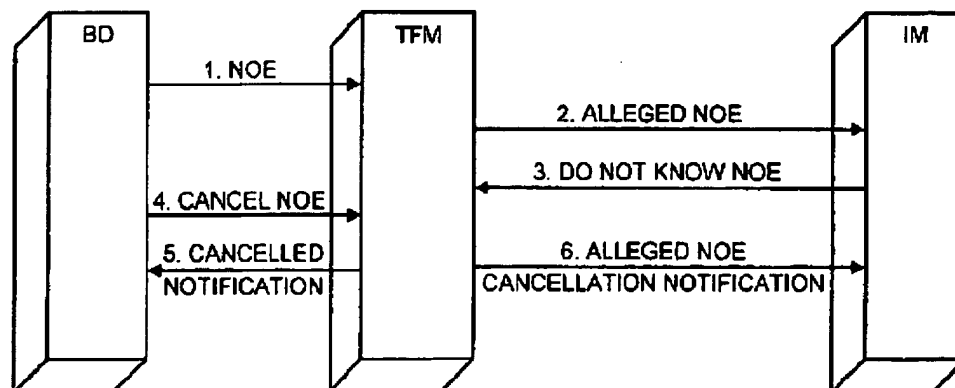 BD
TFM
IM
1. NOE
2. ALLEGED NOE
3. DO NOT KNOW NOE
4. CANCEL NOE
5. CANCELLED
NOTIFICATION
6. ALLEGED NOE
CANCELLATION NOTIFICATION